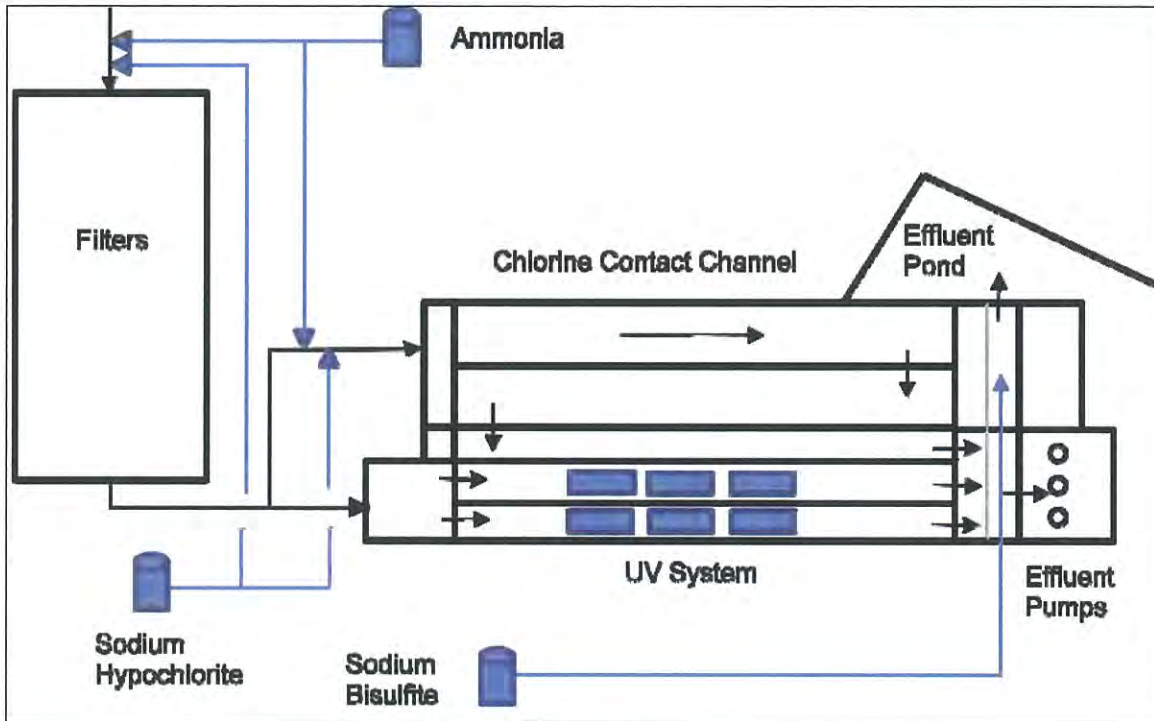 Ammonia
Filters
Effluent
Pond
Chlorine Contact Channel
UV System
Effluent
Pumps
Sodium
Hypochlorite
Sodium
Bisulfite